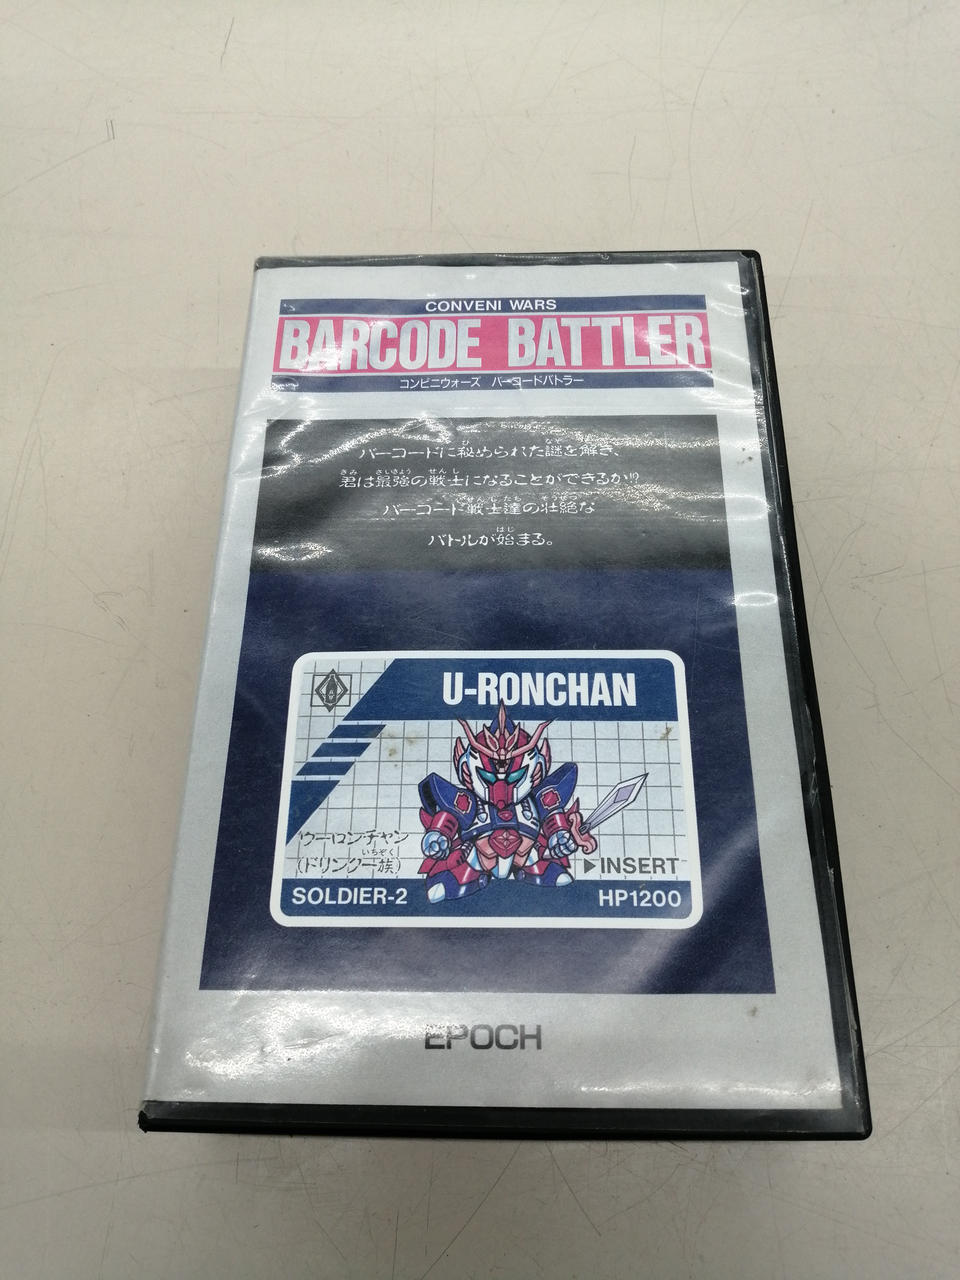 CONVENI WARS
BARCODE BATTLER
コンビニウォーズ バーコードバトラー
バーコードに秘められた謎を解き、
君は最強の戦士になることができるか!?
バーコード戦士達の壮絶な
バトルが始まる。
U-RONCHAN
ウーロンチャン
(ドリンク一族)
▶INSERT
SOLDIER-2 HP1200
EPOCH